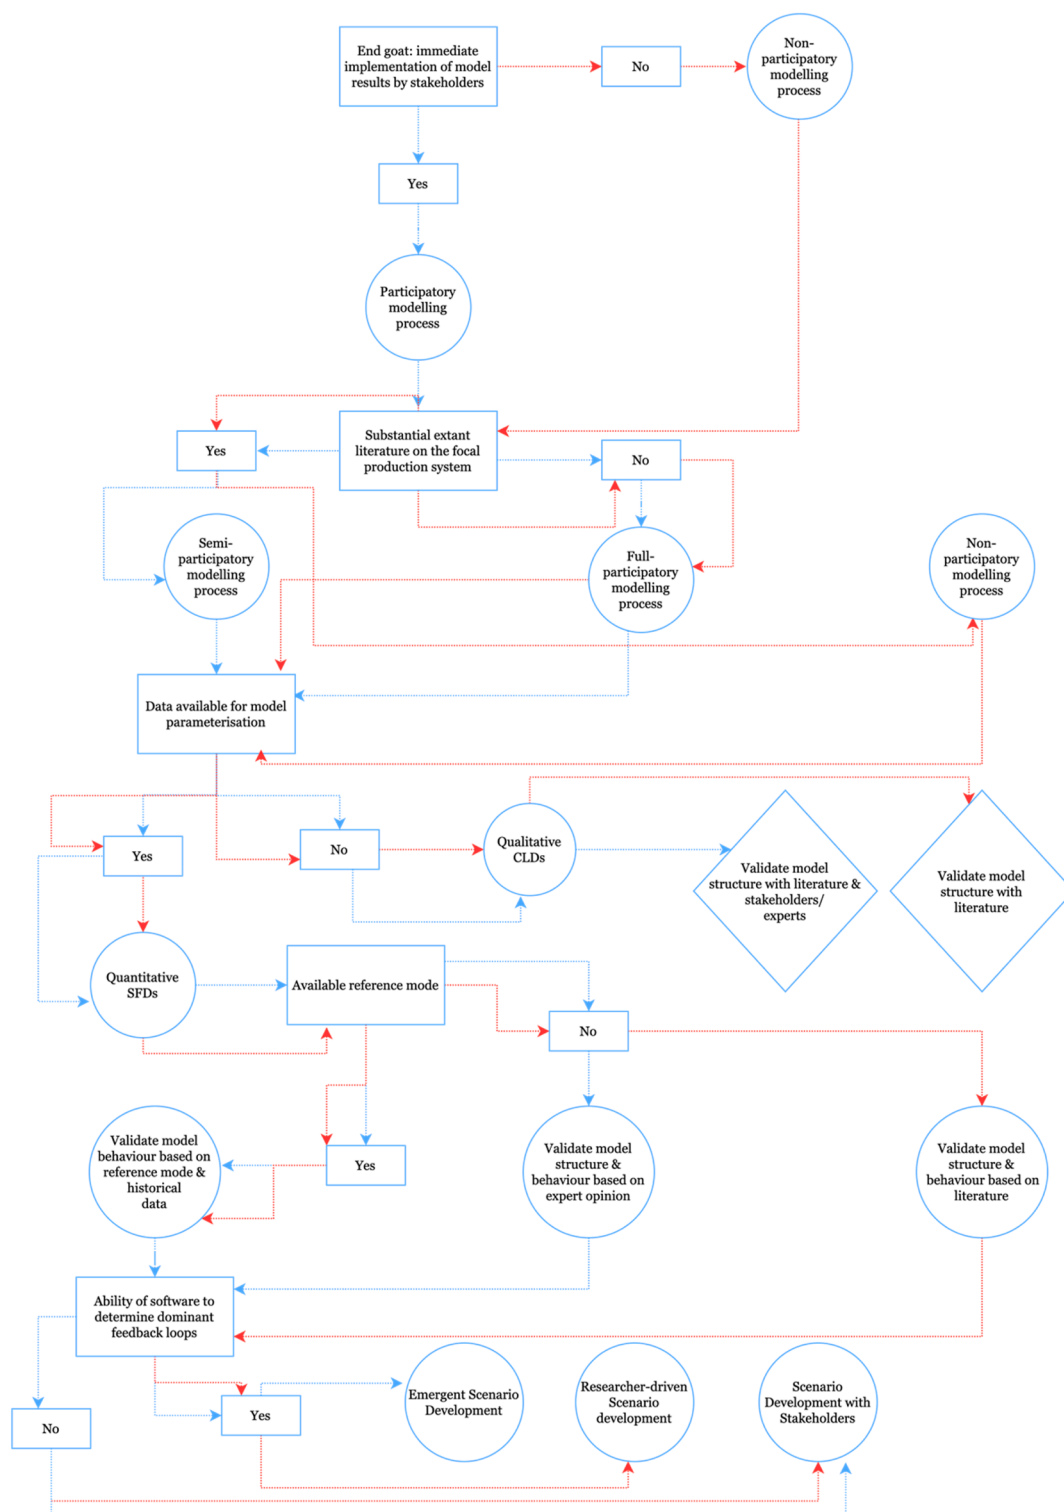 End goat: immediate
implementation of model
results by stakeholders
No
Non-
participatory
modelling
process
Yes
Participatory
modelling
process
Yes
Substantial extant
literature on the focal
production system
No
Semi-
participatory
modelling
process
Full-
participatory
modelling
process
Non-
participatory
modelling
process
Data available for model
parameterisation
Yes
No
Qualitative
CLDs
Validate model
structure with literature &
stakeholders/
experts
Validate model
structure with
literature
Quantitative
SFDs
Available reference mode
No
Validate model
behaviour based on
reference mode &
historical
data
Yes
Validate model
structure &
behaviour based on
expert opinion
Validate model
structure &
behaviour based on
literature
Ability of software to
determine dominant
feedback loops
No
Yes
Emergent Scenario
Development
Researcher-driven
Scenario
development
Scenario
Development with
Stakeholders